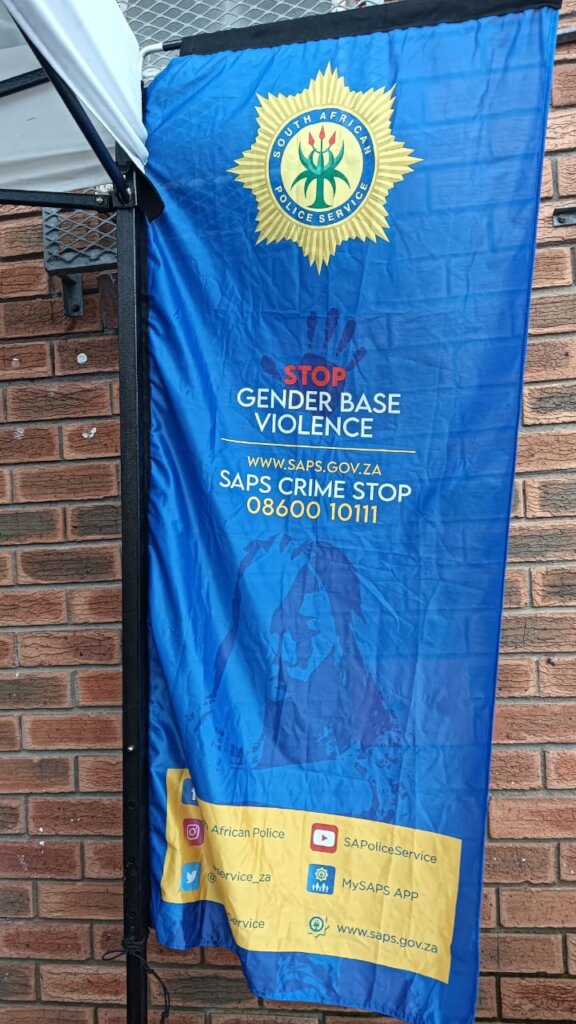 SOUTH AFRICAN
POLICE SERVICE
STOP
GENDER BASE
VIOLENCE
WWW.SAPS.GOV.ZA
SAPS CRIME STOP
08600 10111
African Police
SAPoliceService
MySAPS APP
www.saps.gov.za